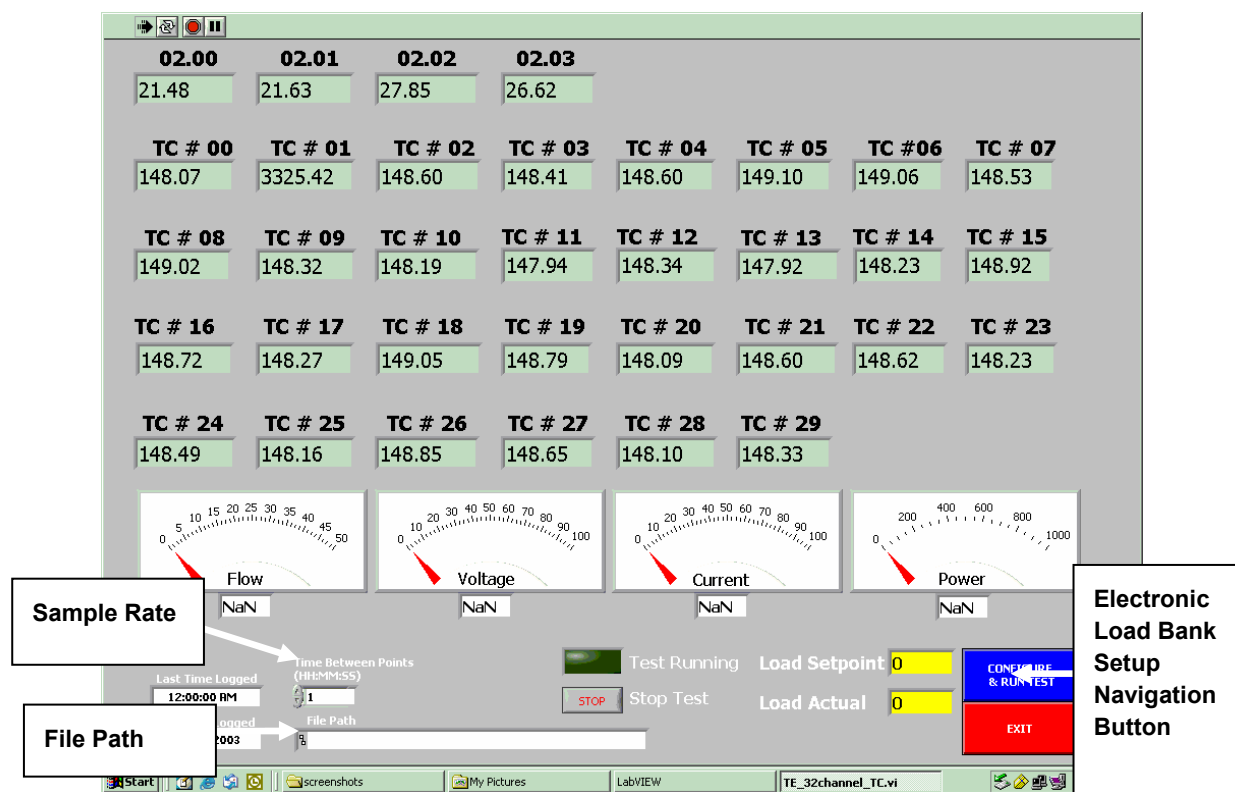 02.00 02.01 02.02 02.03
21.48 21.63 27.85 26.62
TC # 00 TC # 01 TC # 02 TC # 03 TC # 04 TC # 05 TC #06 TC # 07
148.07 3325.42 148.60 148.41 148.60 149.10 149.06 148.53
TC # 08 TC # 09 TC # 10 TC # 11 TC # 12 TC # 13 TC # 14 TC # 15
149.02 148.32 148.19 147.94 148.34 147.92 148.23 148.92
TC # 16 TC # 17 TC # 18 TC # 19 TC # 20 TC # 21 TC # 22 TC # 23
148.72 148.27 149.05 148.79 148.09 148.60 148.62 148.23
TC # 24 TC # 25 TC # 26 TC # 27 TC # 28 TC # 29
148.49 148.16 148.85 148.65 148.10 148.33
0 5 10 15 20 25 30 35 40 45 50
Flow
NaN
0 10 20 30 40 50 60 70 80 90 100
Voltage
NaN
0 10 20 30 40 50 60 70 80 90 100
Current
NaN
0 200 400 600 800 1000
Power
NaN
Sample Rate
Electronic
Load Bank
Setup
Navigation
Button
Time Between Points
(HH:MM:SS)
1
Last Time Logged
12:00:00 AM
Logged
2003
File Path
File Path
Test Running
STOP Stop Test
Load Setpoint 0
Load Actual 0
CONFIGURE
& RUN TEST
EXIT
Start screenshots My Pictures LabVIEW TE_32channel_TC.vi